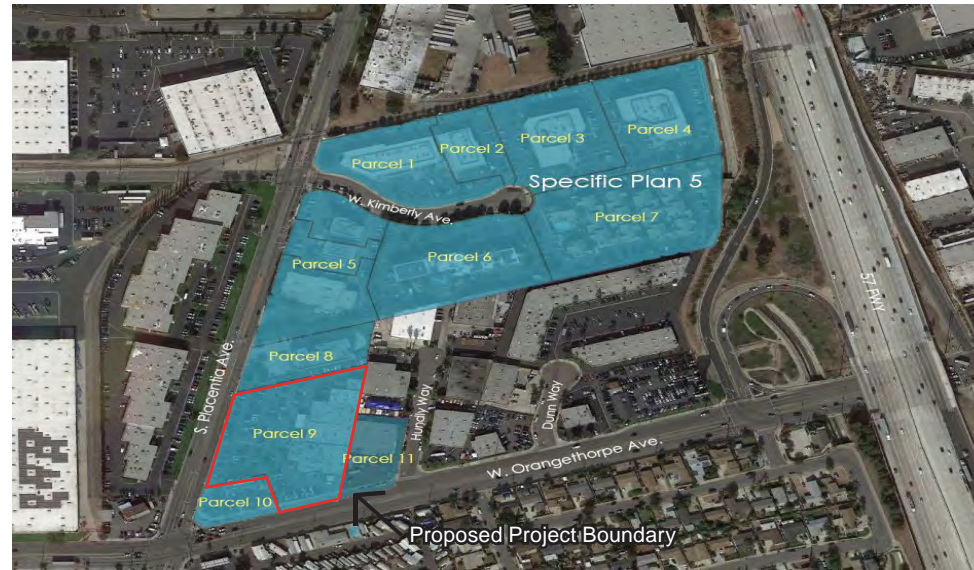 Parcel 1
Parcel 2
Parcel 3
Parcel 4
Specific Plan 5
W. Kimberly Ave.
Parcel 7
Parcel 5
Parcel 6
57 FWY
S. Placentia Ave.
Parcel 8
Hundly Way
Dunn Way
Parcel 9
Parcel 11
W. Orangethorpe Ave.
Parcel 10
Proposed Project Boundary